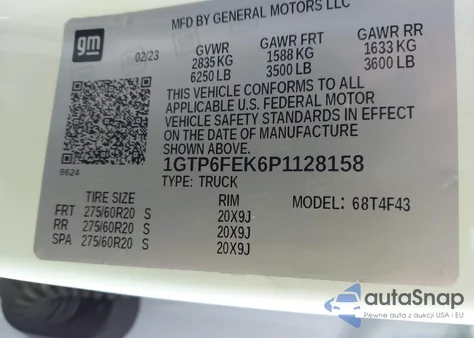 MFD BY GENERAL MOTORS LLC
gm
02/23
GVWR GAWR FRT GAWR RR
2835 KG 1588 KG 1633 KG
6250 LB 3500 LB 3600 LB
THIS VEHICLE CONFORMS TO ALL
APPLICABLE U.S. FEDERAL MOTOR
VEHICLE SAFETY STANDARDS IN EFFECT
ON THE DATE OF MANUFACTURE
SHOWN ABOVE.
8624
1GTP6FEK6P1128158
TYPE: TRUCK
TIRE SIZE RIM MODEL: 68T4F43
FRT 275/60R20 S 20X9J
RR 275/60R20 S 20X9J
SPA 275/60R20 S 20X9J
autoSnap
Pewne auta z aukcji USA i EU